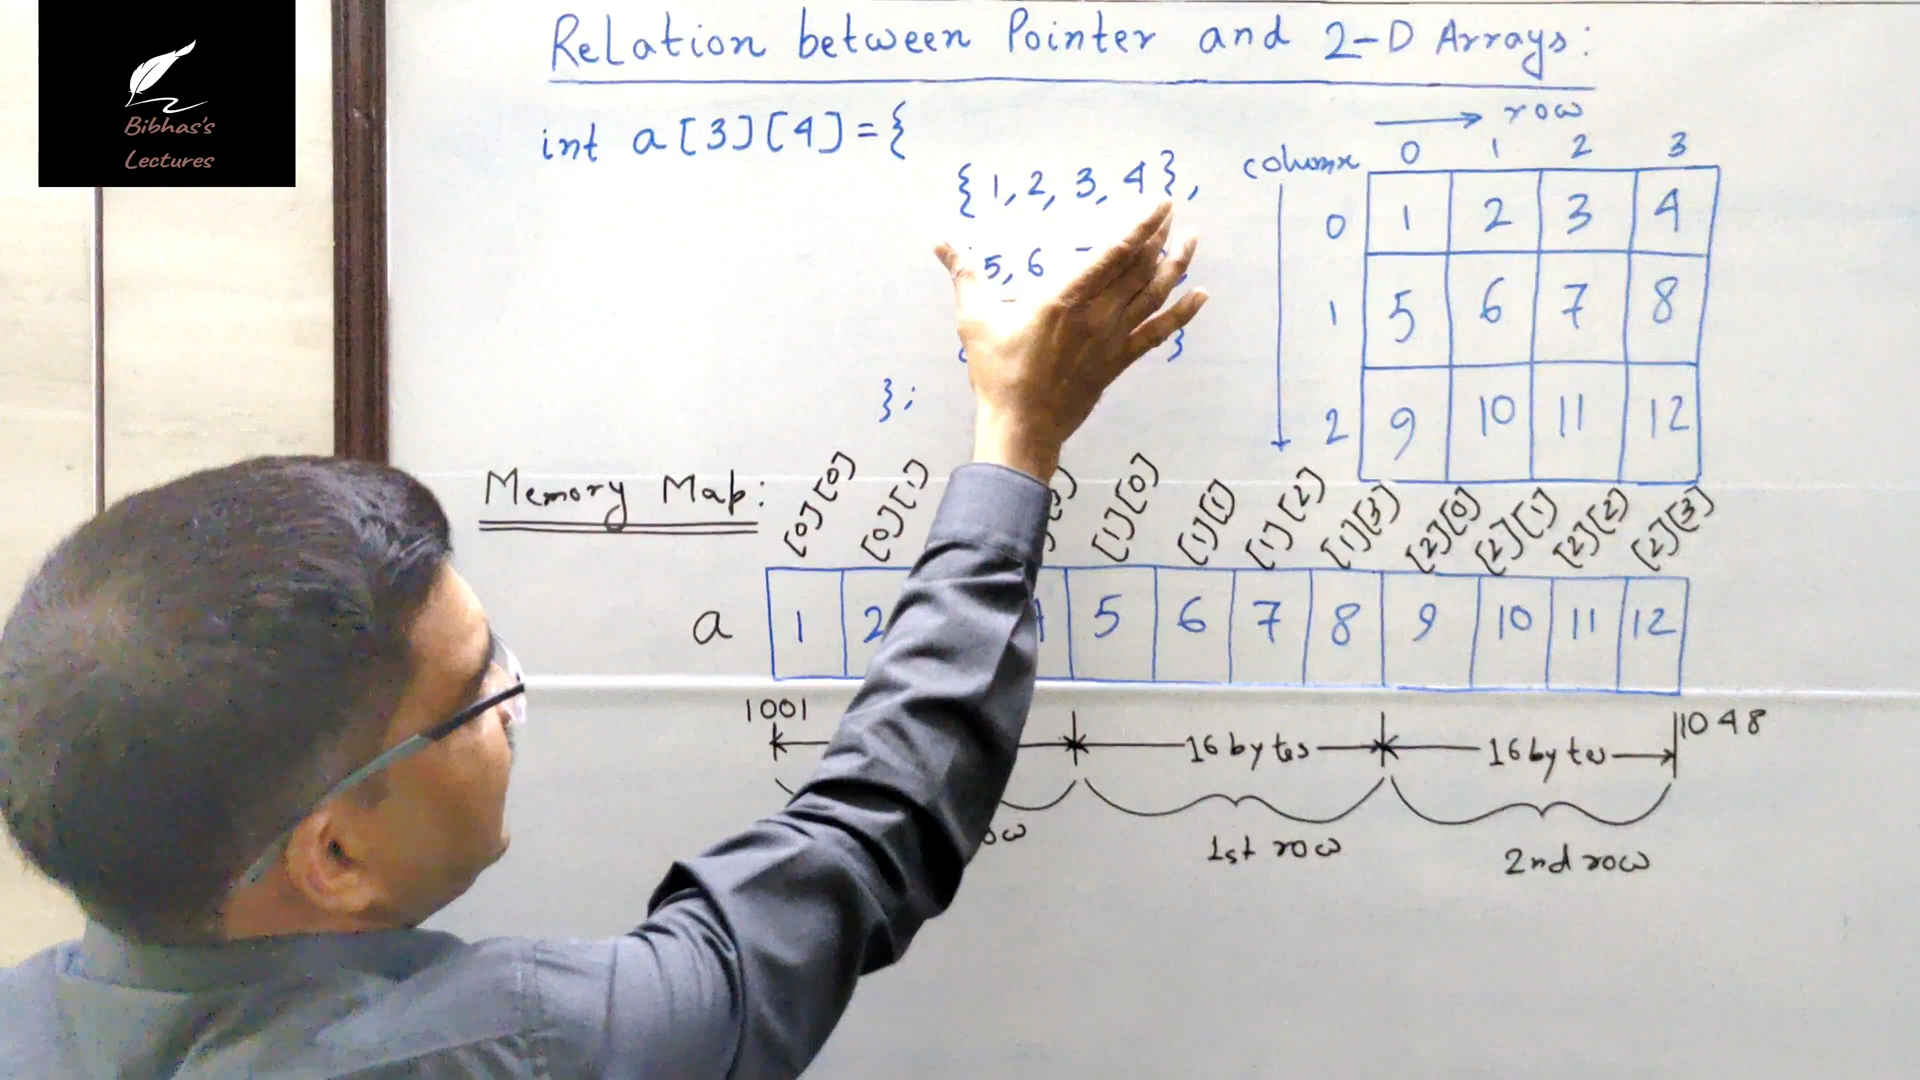 Bibhas's
Lectures
Relation between Pointer and 2-D Arrays:
int a[3][4]={
{1,2,3,4},
5,6
}
};
row
column
0 1 2 3
0 1 2 3 4
1 5 6 7 8
2 9 10 11 12
Memory Map:
[0][0] [0][1] [1][0] [1][1] [1][2] [1][3] [2][0] [2][1] [2][2] [2][3]
a 1 2 5 6 7 8 9 10 11 12
1001 1048
16 bytes 16 bytes
1st row 2nd row